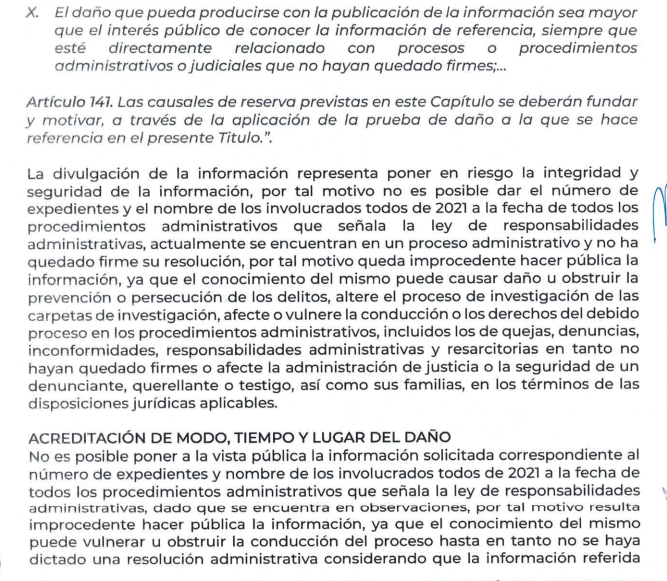 X. El daño que pueda producirse con la publicación de la información sea mayor
que el interés público de conocer la información de referencia, siempre que
esté directamente relacionado con procesos o procedimientos
administrativos o judiciales que no hayan quedado firmes;...
Artículo 141. Las causales de reserva previstas en este Capítulo se deberán fundar
y motivar, a través de la aplicación de la prueba de daño a la que se hace
referencia en el presente Titulo.”.
La divulgación de la información representa poner en riesgo la integridad y
seguridad de la información, por tal motivo no es posible dar el número de
expedientes y el nombre de los involucrados todos de 2021 a la fecha de todos los
procedimientos administrativos que señala la ley de responsabilidades
administrativas, actualmente se encuentran en un proceso administrativo y no ha
quedado firme su resolución, por tal motivo queda improcedente hacer pública la
información, ya que el conocimiento del mismo puede causar daño u obstruir la
prevención o persecución de los delitos, altere el proceso de investigación de las
carpetas de investigación, afecte o vulnere la conducción o los derechos del debido
proceso en los procedimientos administrativos, incluidos los de quejas, denuncias,
inconformidades, responsabilidades administrativas y resarcitorias en tanto no
hayan quedado firmes o afecte la administración de justicia o la seguridad de un
denunciante, querellante o testigo, así como sus familias, en los términos de las
disposiciones jurídicas aplicables.
ACREDITACIÓN DE MODO, TIEMPO Y LUGAR DEL DAÑO
No es posible poner a la vista pública la información solicitada correspondiente al
número de expedientes y nombre de los involucrados todos de 2021 a la fecha de
todos los procedimientos administrativos que señala la ley de responsabilidades
administrativas, dado que se encuentra en observaciones, por tal motivo resulta
improcedente hacer pública la información, ya que el conocimiento del mismo
puede vulnerar u obstruir la conducción del proceso hasta en tanto no se haya
dictado una resolución administrativa considerando que la información referida